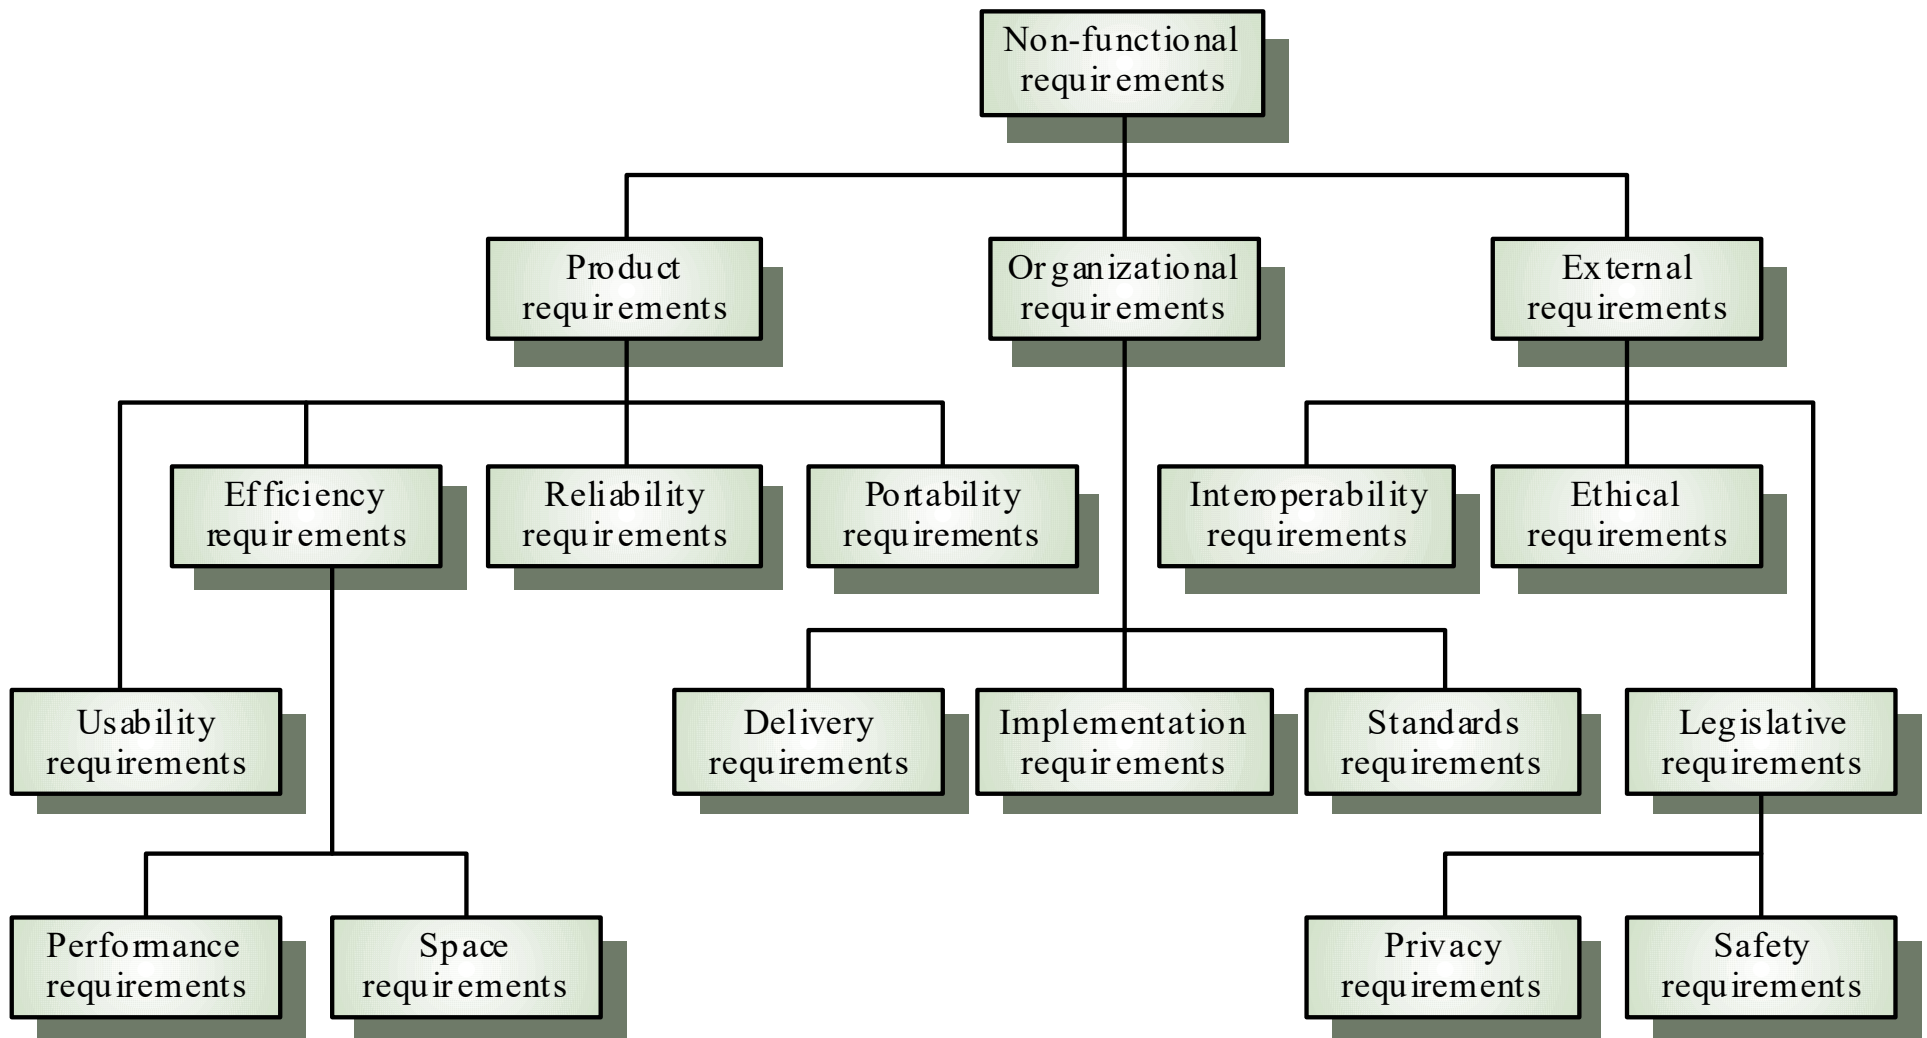 Non-functional
requirements
Product
requirements
Organizational
requirements
External
requirements
Efficiency
requirements
Reliability
requirements
Portability
requirements
Interoperability
requirements
Ethical
requirements
Usability
requirements
Delivery
requirements
Implementation
requirements
Standards
requirements
Legislative
requirements
Performance
requirements
Space
requirements
Privacy
requirements
Safety
requirements